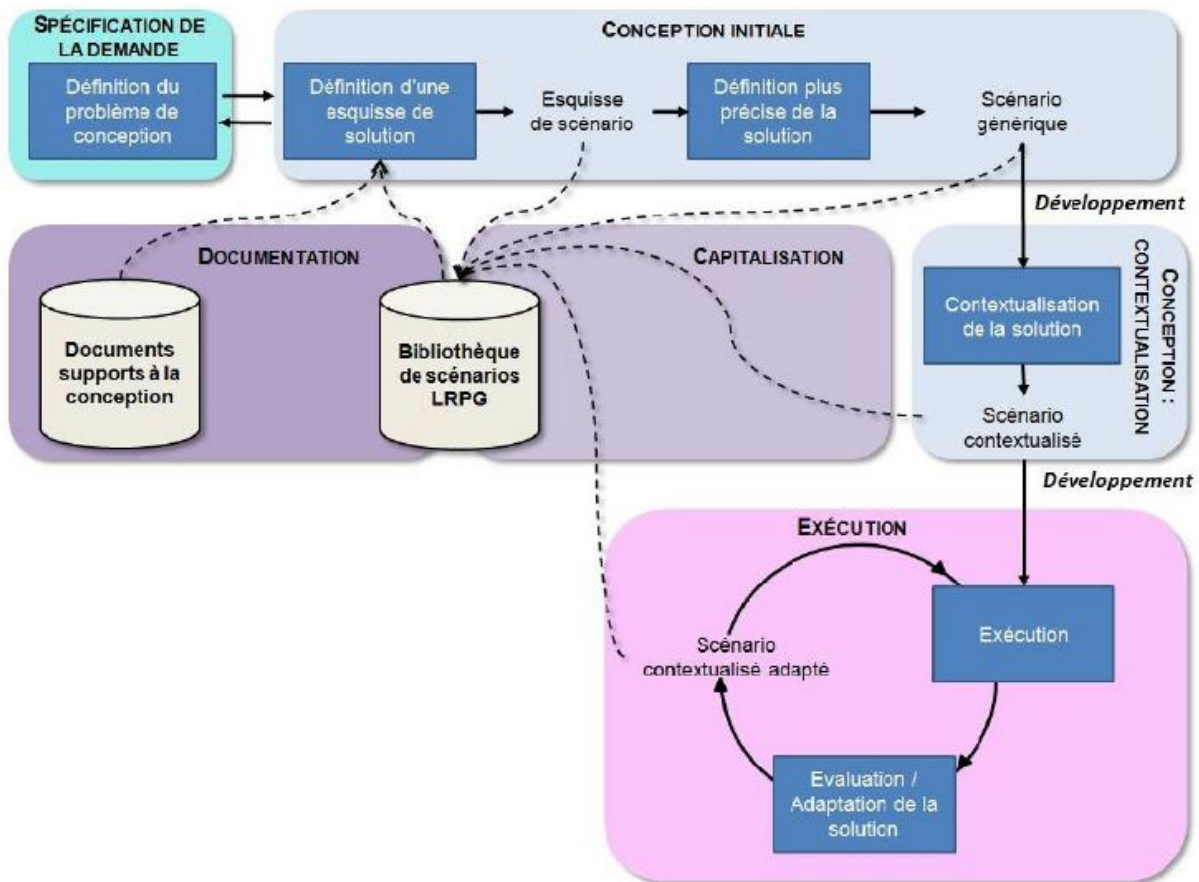 SPÉCIFICATION DE
LA DEMANDE
Définition du
problème de
conception
CONCEPTION INITIALE
Définition d'une
esquisse de
solution
Esquisse
de scénario
Définition plus
précise de la
solution
Scénario
générique
Développement
DOCUMENTATION
Documents
supports à la
conception
Bibliothèque
de scénarios
LRPG
CAPITALISATION
CONCEPTION :
CONTEXTUALISATION
Contextualisation
de la solution
Scénario
contextualisé
Développement
EXÉCUTION
Exécution
Scénario
contextualisé adapté
Evaluation /
Adaptation de la
solution